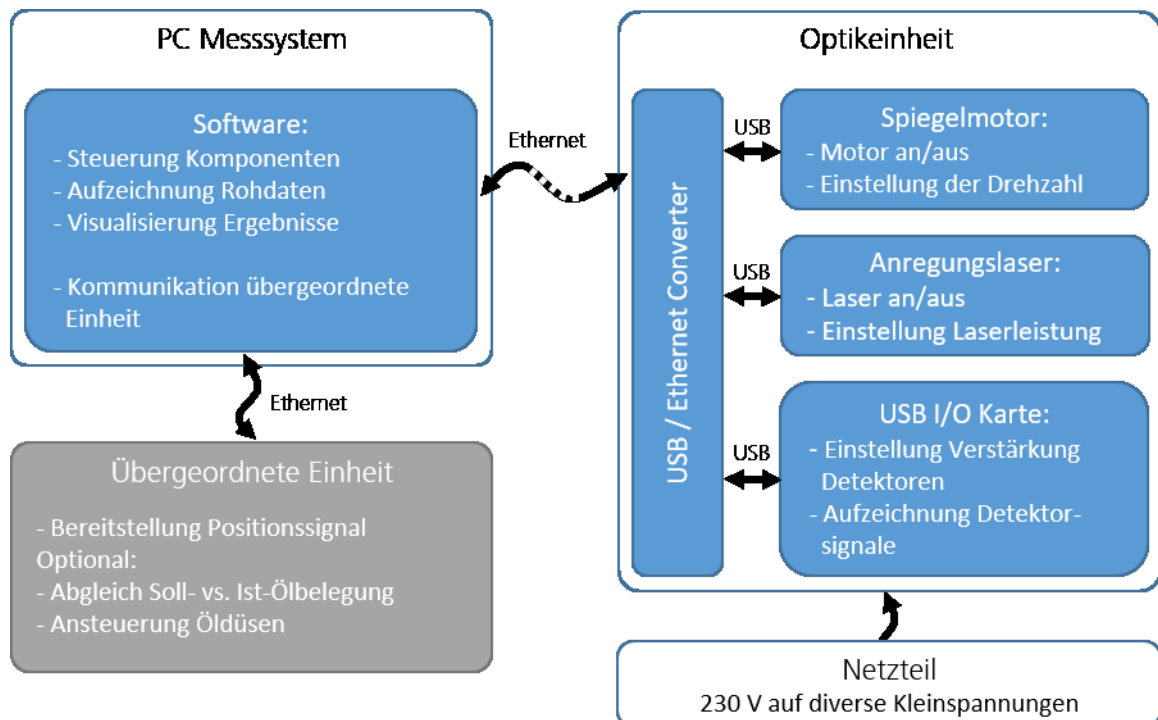 PC Messsystem
Software:
- Steuerung Komponenten
- Aufzeichnung Rohdaten
- Visualisierung Ergebnisse
- Kommunikation übergeordnete
Einheit
Ethernet
Ethernet
Übergeordnete Einheit
- Bereitstellung Positionssignal
Optional:
- Abgleich Soll- vs. Ist-Ölbelegung
- Ansteuerung Öldüsen
Optikeinheit
USB / Ethernet Converter
USB
Spiegelmotor:
- Motor an/aus
- Einstellung der Drehzahl
USB
Anregungslaser:
- Laser an/aus
- Einstellung Laserleistung
USB
USB I/O Karte:
- Einstellung Verstärkung
Detektoren
- Aufzeichnung Detektor-
signale
Netzteil
230 V auf diverse Kleinspannungen